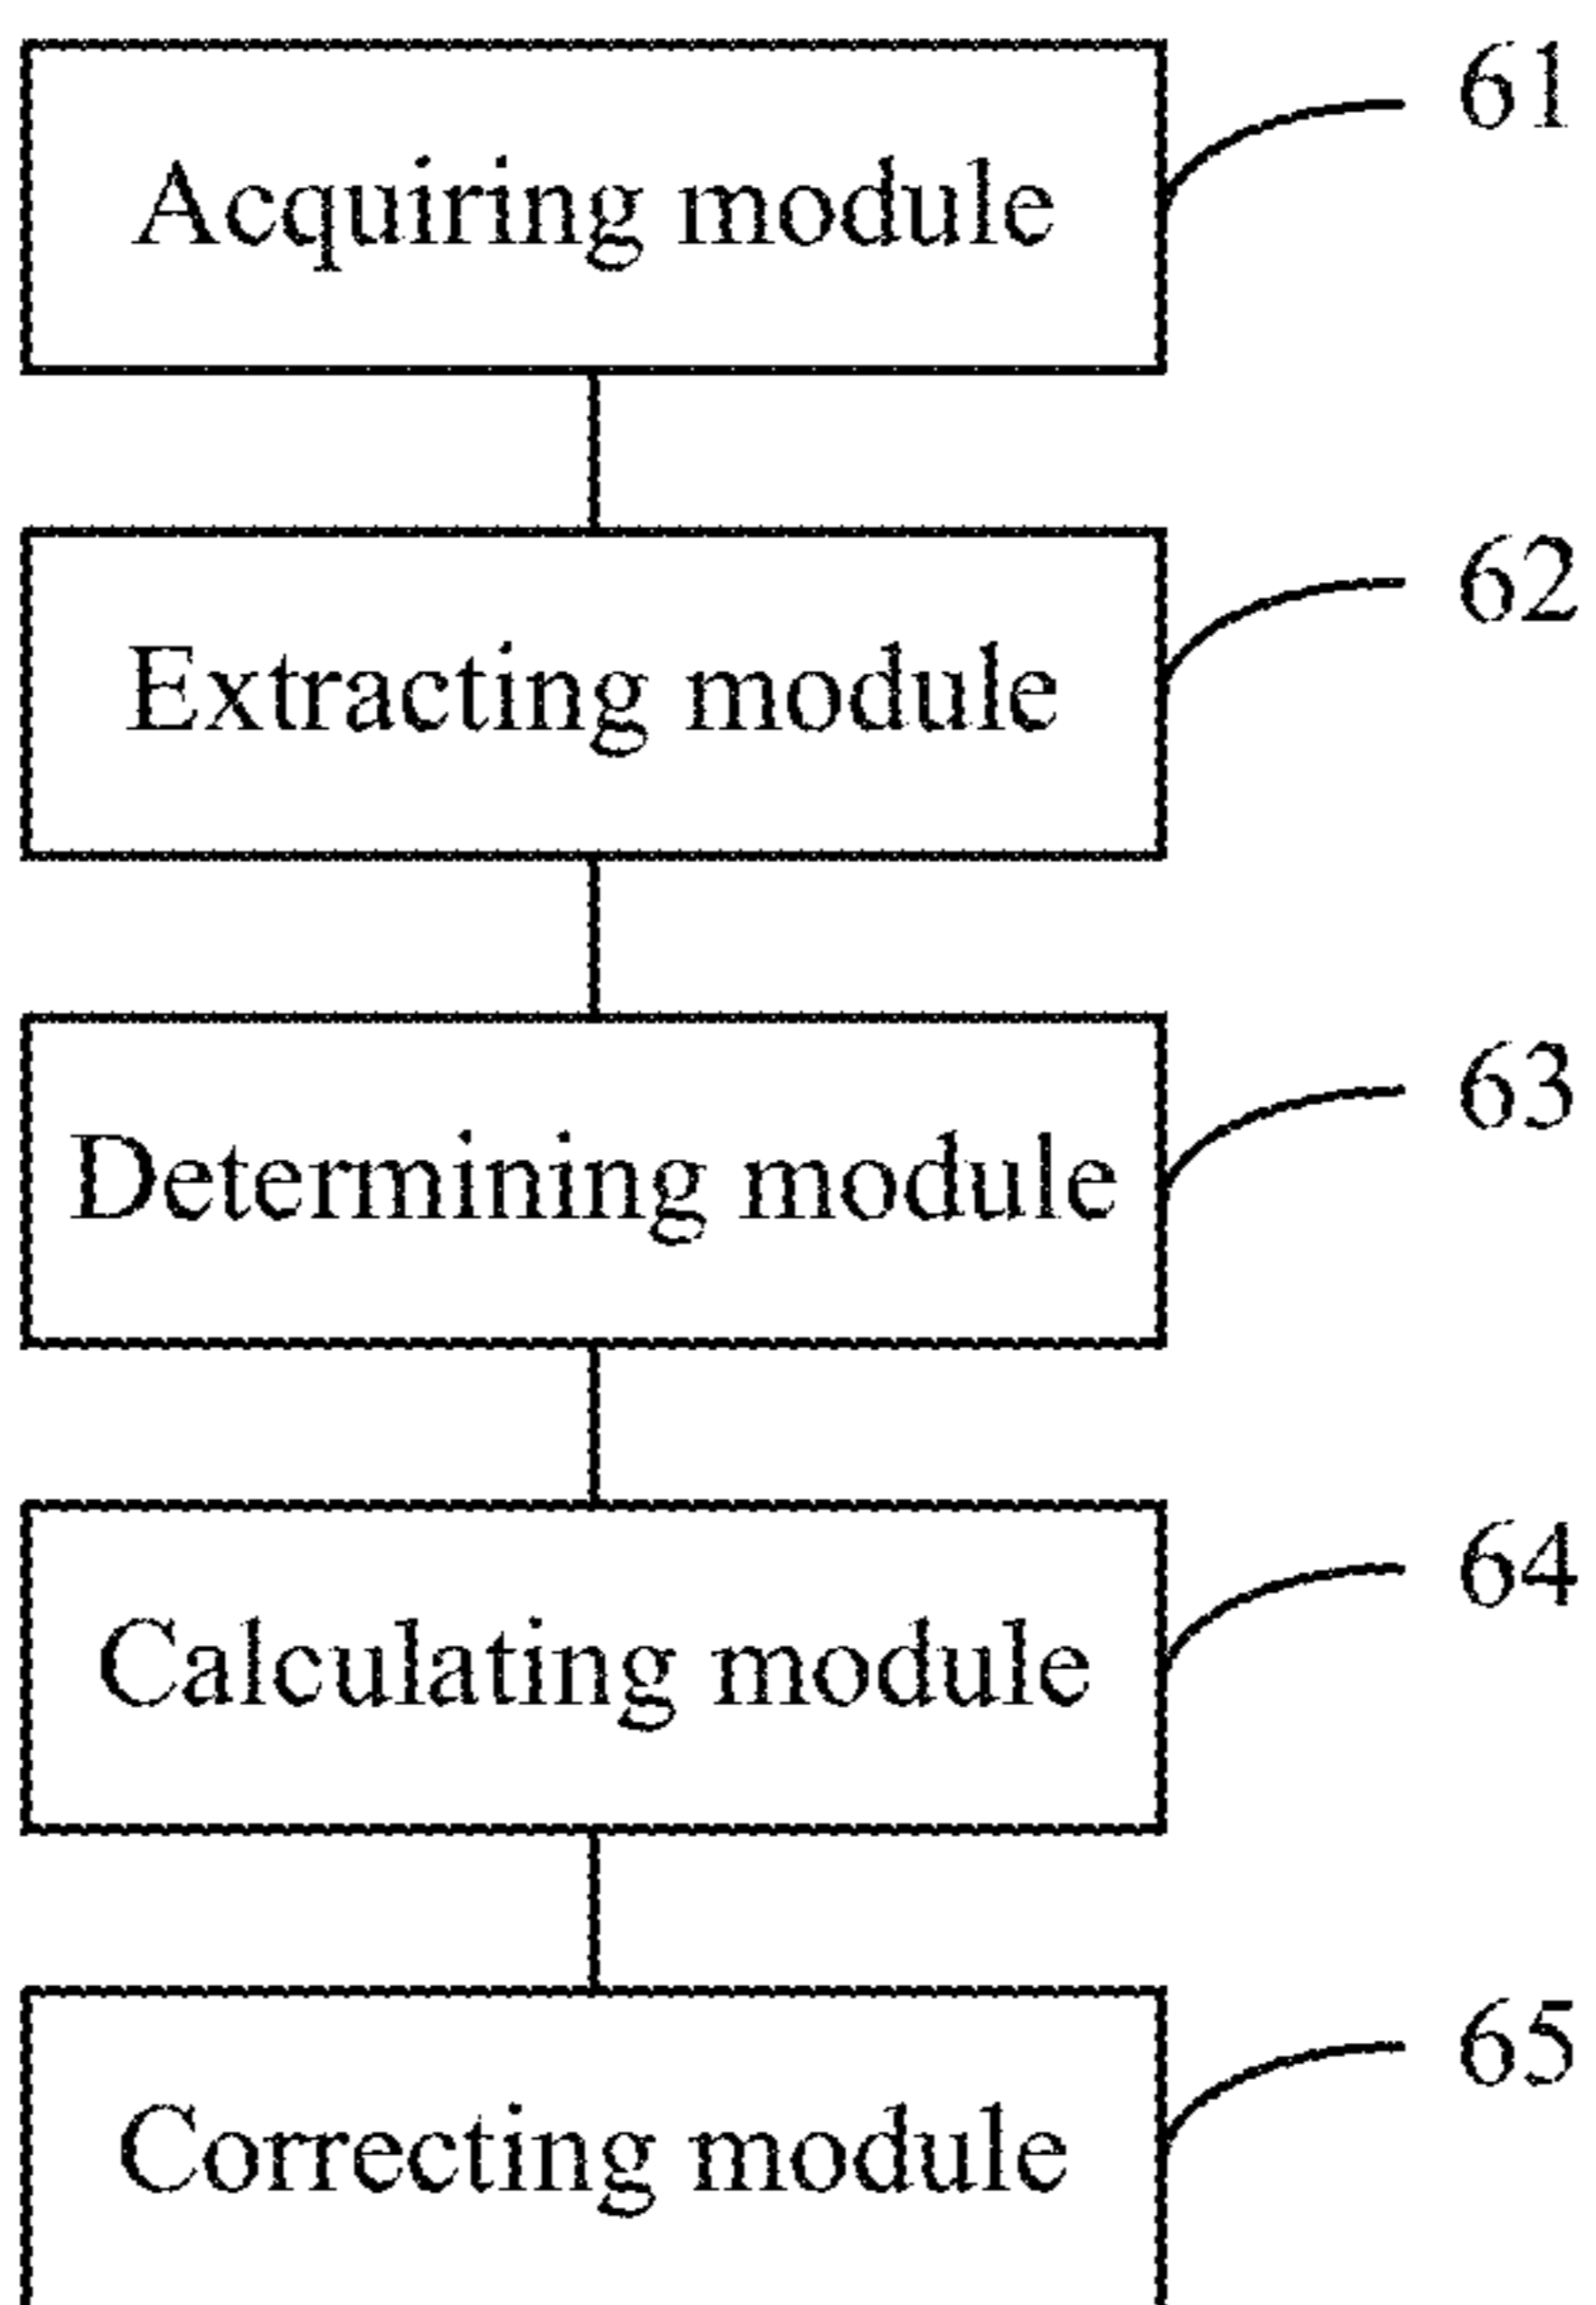 Acquiring module 61
Extracting module 62
Determining module 63
Calculating module 64
Correcting module 65